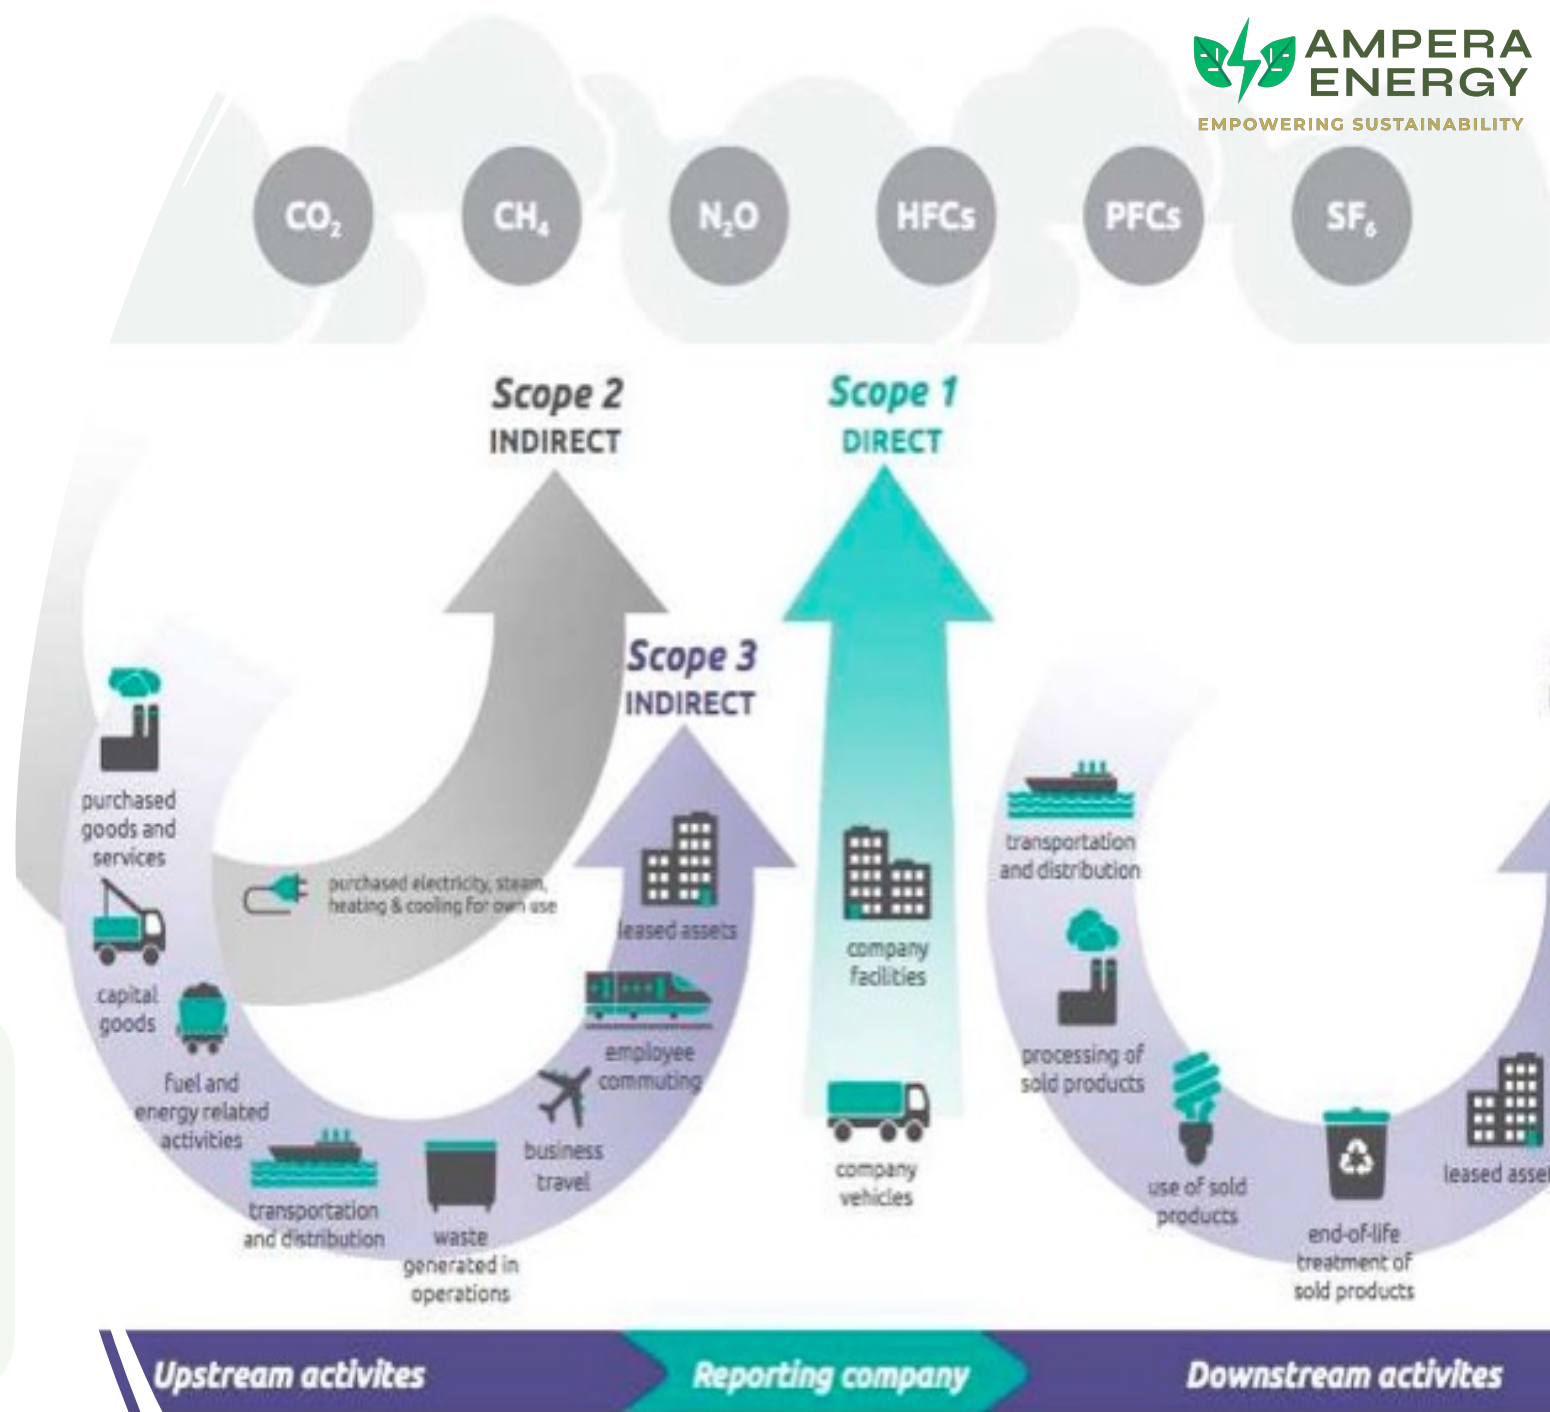 AMPERA
ENERGY
EMPOWERING SUSTAINABILITY
CO₂
CH₄
N₂O
HFCs
PFCs
SF₆
Scope 2
INDIRECT
Scope 1
DIRECT
Scope 3
INDIRECT
purchased
goods and
services
capital
goods
fuel and
energy related
activities
transportation
and distribution
waste
generated in
operations
business
travel
employee
commuting
leased assets
purchased electricity, steam,
heating & cooling for own use
company
facilities
company
vehicles
transportation
and distribution
processing of
sold products
use of sold
products
end-of-life
treatment of
sold products
leased asse
Upstream activites
Reporting company
Downstream activites